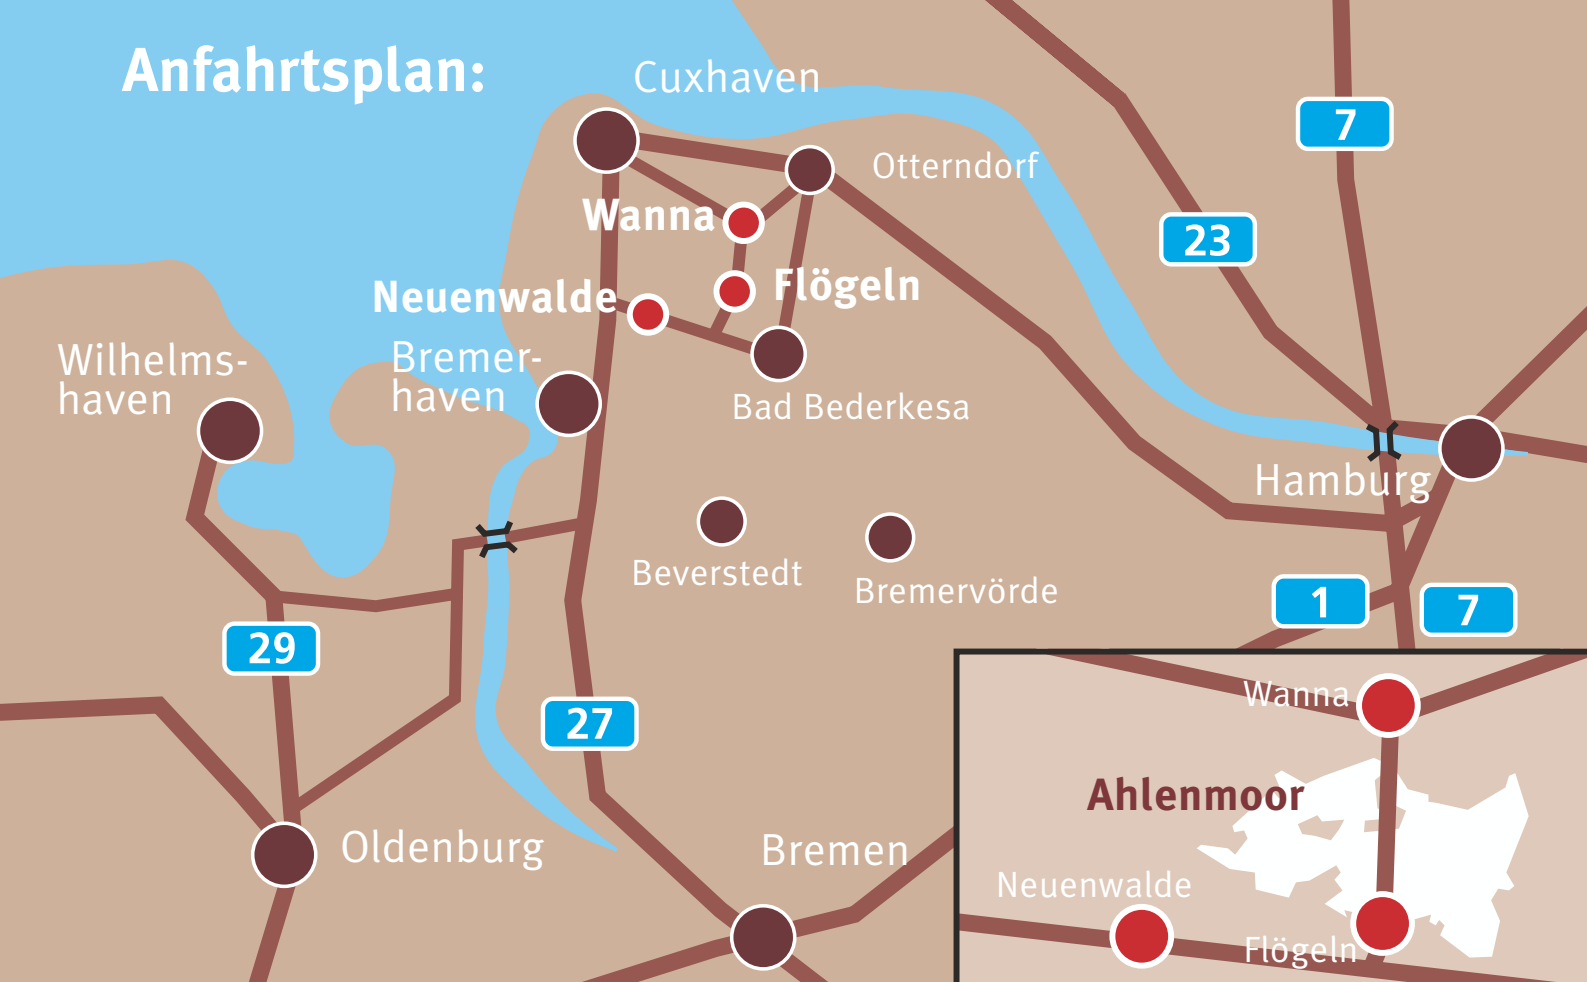 Anfahrtsplan:
Cuxhaven
7
Otterndorf
Wanna
23
Flögeln
Neuenwalde
Wilhelms-
haven
Bremer-
haven
Bad Bederkesa
Hamburg
Beverstedt
Bremervörde
1
7
29
27
Wanna
Ahlenmoor
Oldenburg
Bremen
Neuenwalde
Flögeln